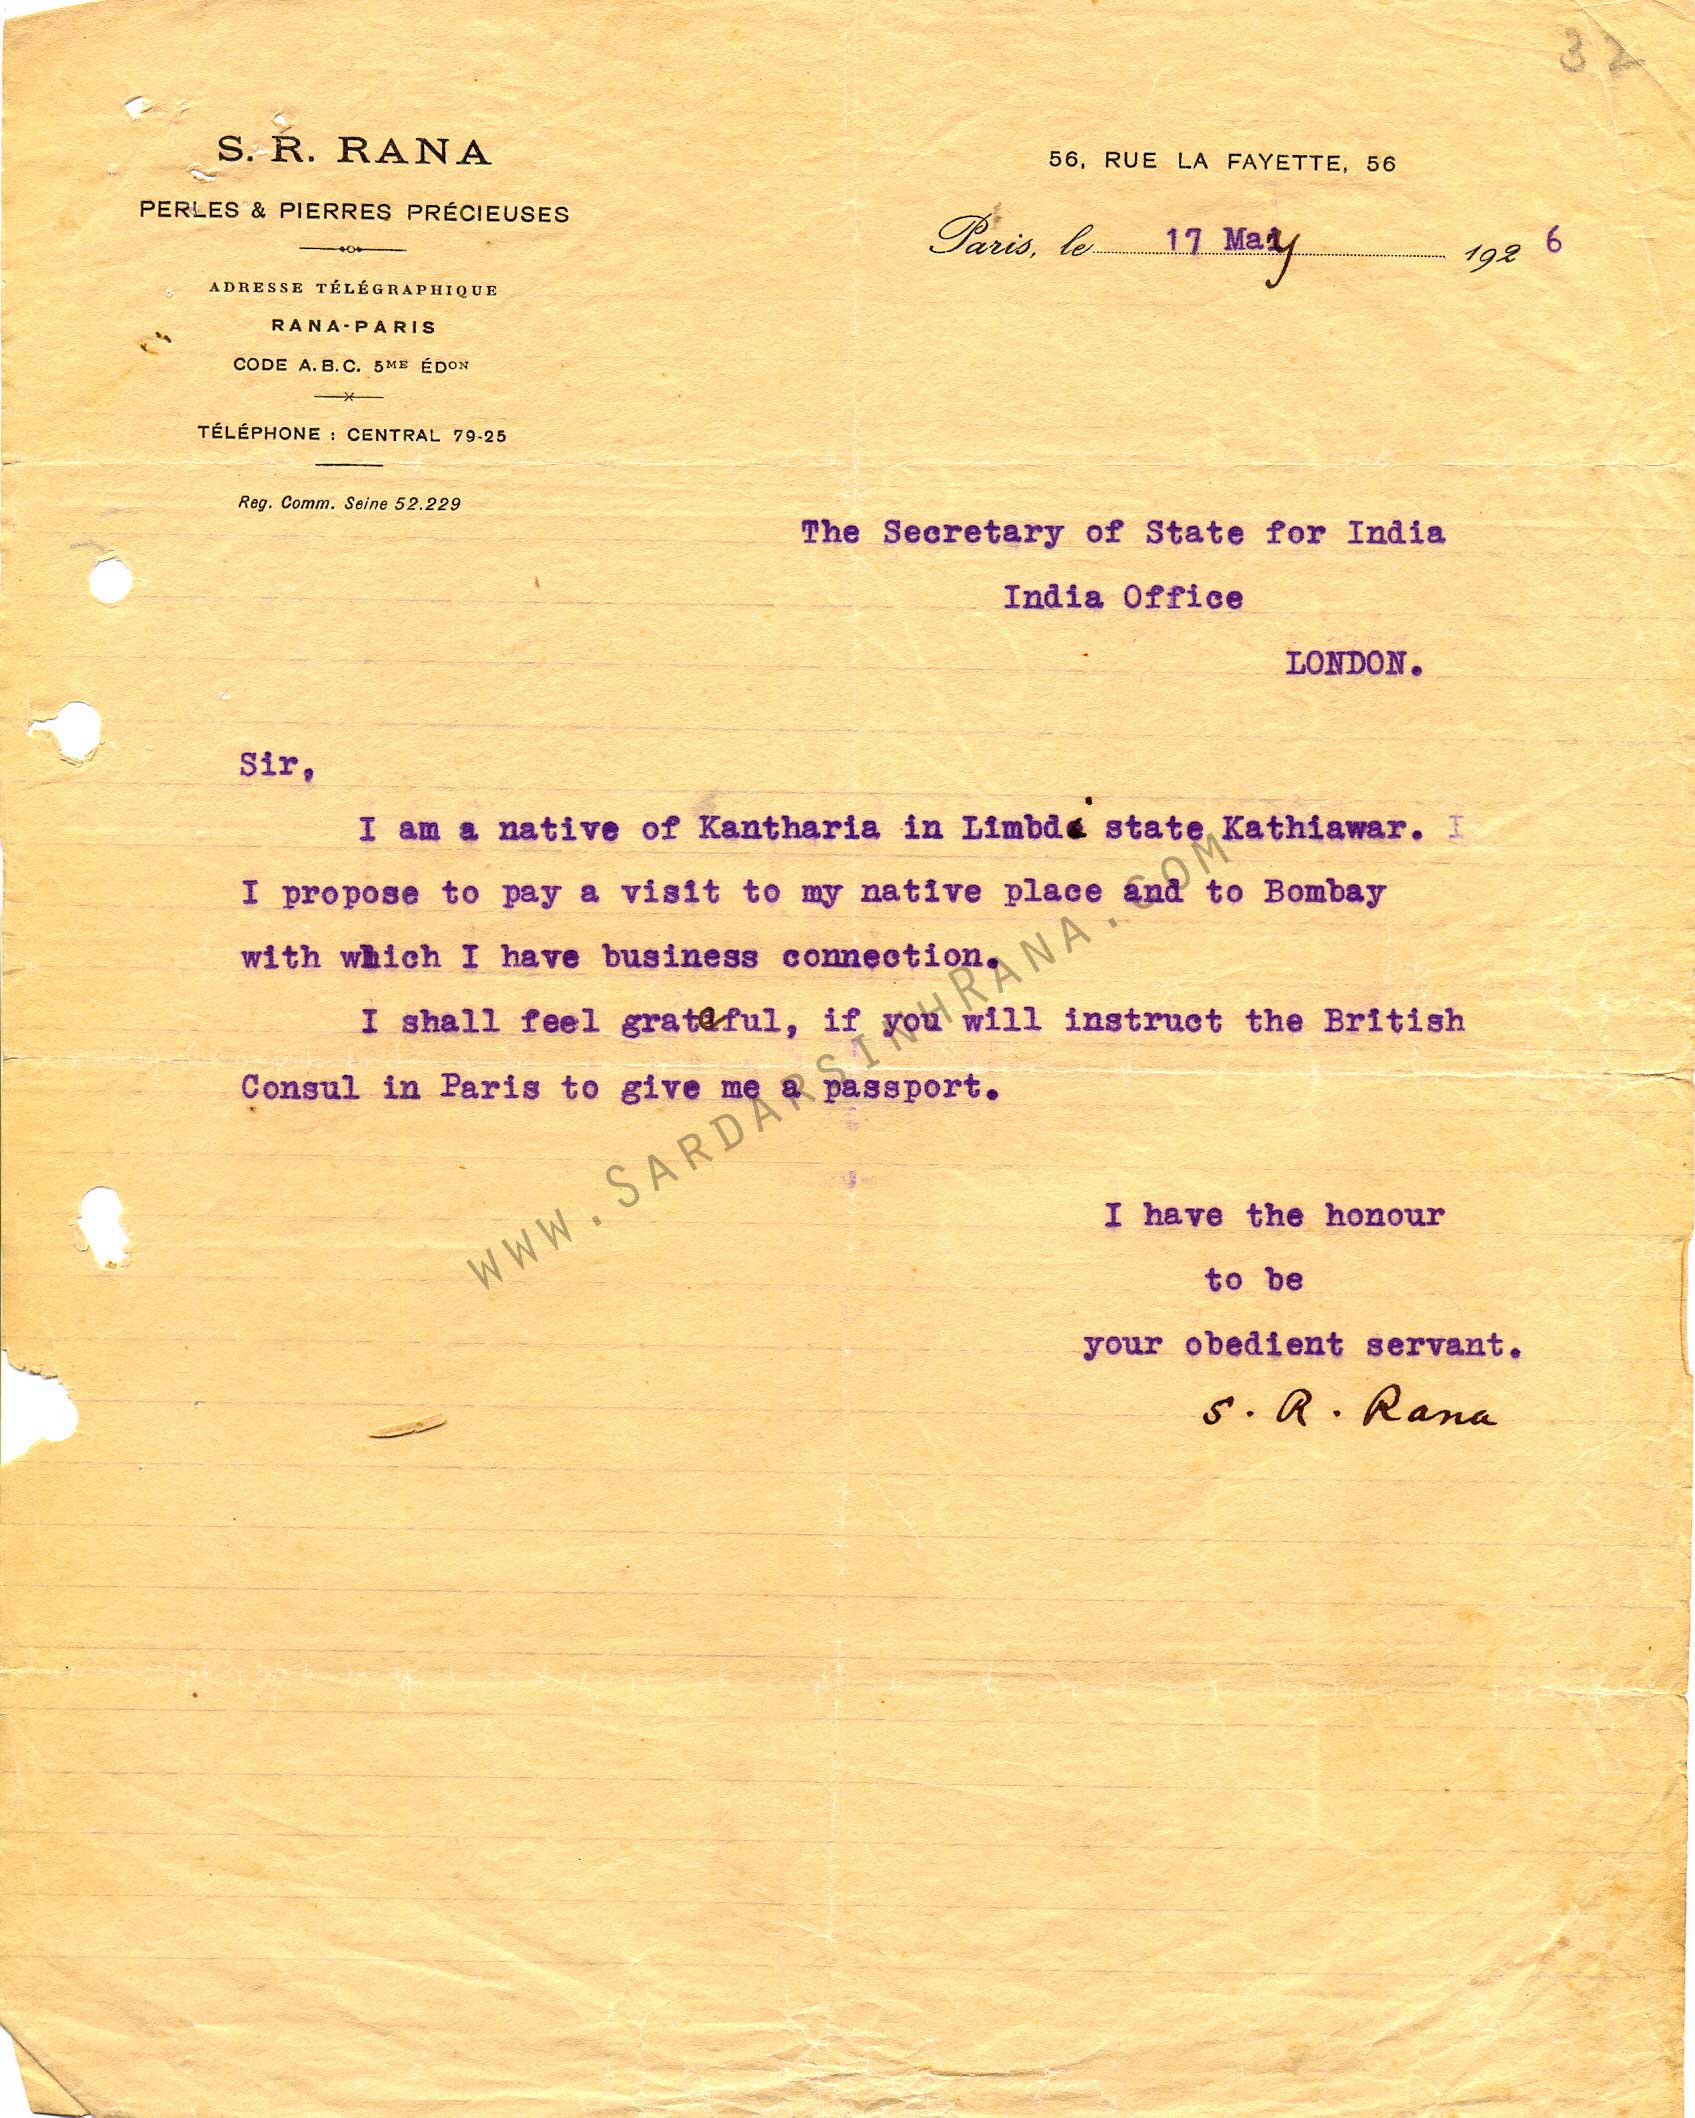 32
S. R. RANA
PERLES & PIERRES PRÉCIEUSES
ADRESSE TÉLÉGRAPHIQUE
RANA-PARIS
CODE A.B.C. 5ME ÉDON
TÉLÉPHONE : CENTRAL 79-25
Reg. Comm. Seine 52.229
56, RUE LA FAYETTE, 56
Paris, le 17 May 1926
The Secretary of State for India
India Office
LONDON.
Sir,
I am a native of Kantharia in Limbdi state Kathiawar. I
I propose to pay a visit to my native place and to Bombay
with which I have business connection.
I shall feel grateful, if you will instruct the British
Consul in Paris to give me a passport.
I have the honour
to be
your obedient servant.
S. R. Rana
www.SardarsinhRana.com